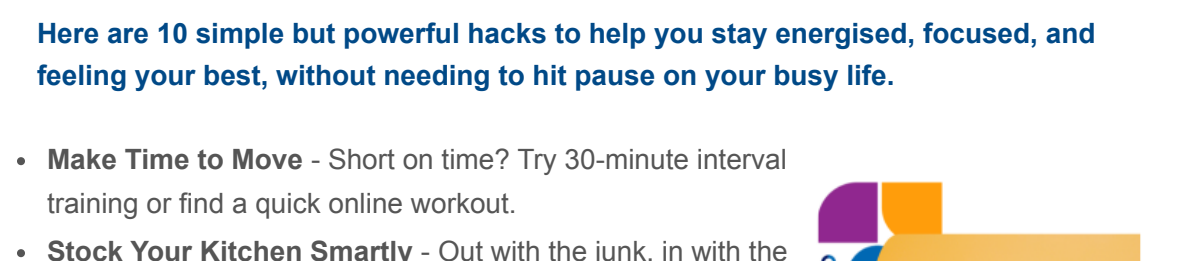 Here are 10 simple but powerful hacks to help you stay energised, focused, and
feeling your best, without needing to hit pause on your busy life.
• Make Time to Move - Short on time? Try 30-minute interval
training or find a quick online workout.
• Stock Your Kitchen Smartly - Out with the junk, in with the